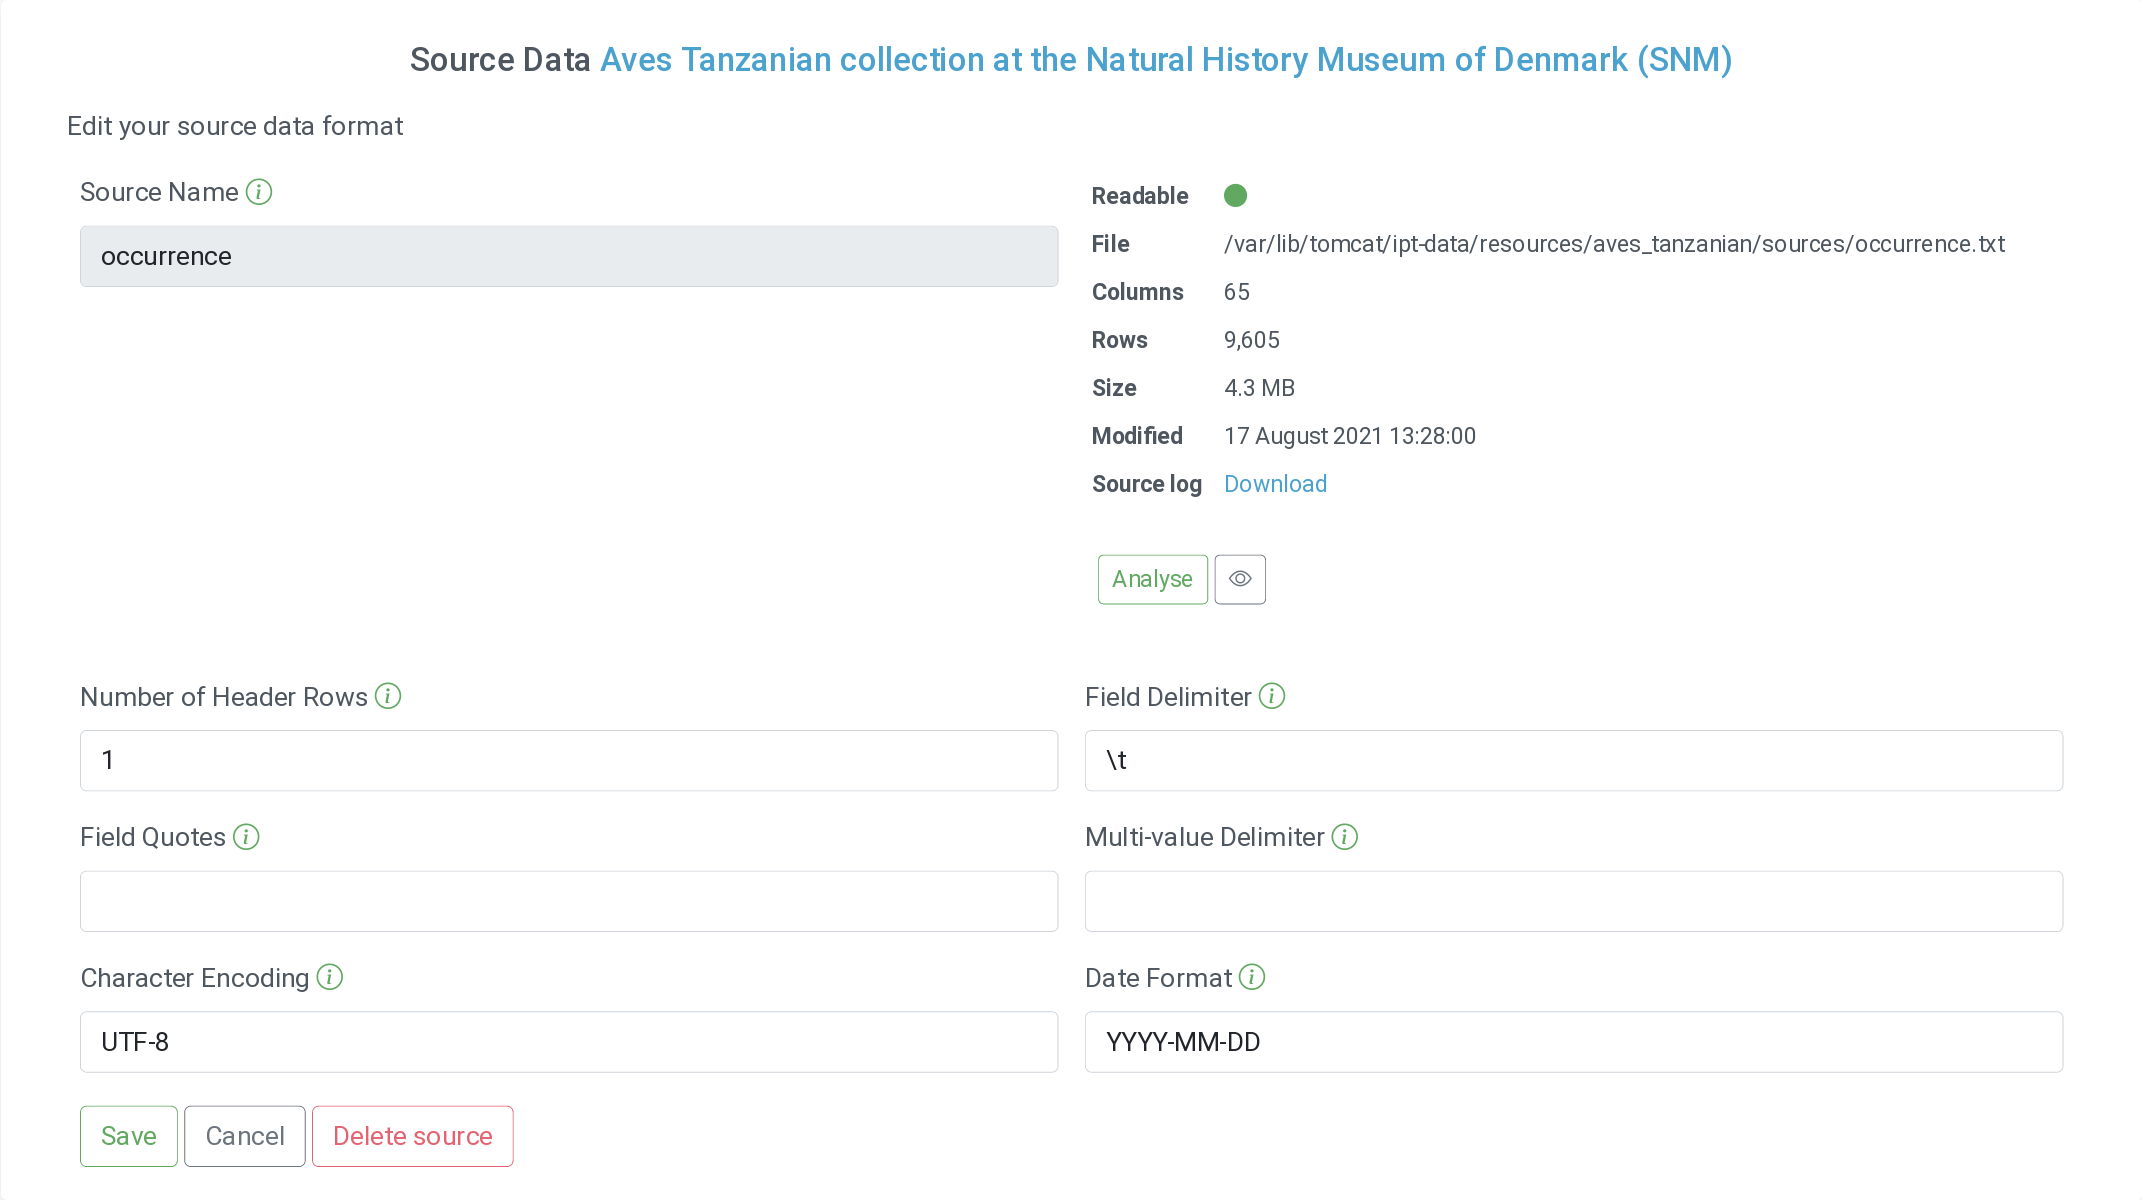 Source Data Aves Tanzanian collection at the Natural History Museum of Denmark (SNM)
Edit your source data format
Source Name
occurrence
Readable
File /var/lib/tomcat/ipt-data/resources/aves_tanzanian/sources/occurrence.txt
Columns 65
Rows 9,605
Size 4.3 MB
Modified 17 August 2021 13:28:00
Source log Download
Analyse
Number of Header Rows
1
Field Delimiter
\t
Field Quotes
Multi-value Delimiter
Character Encoding
UTF-8
Date Format
YYYY-MM-DD
Save Cancel Delete source